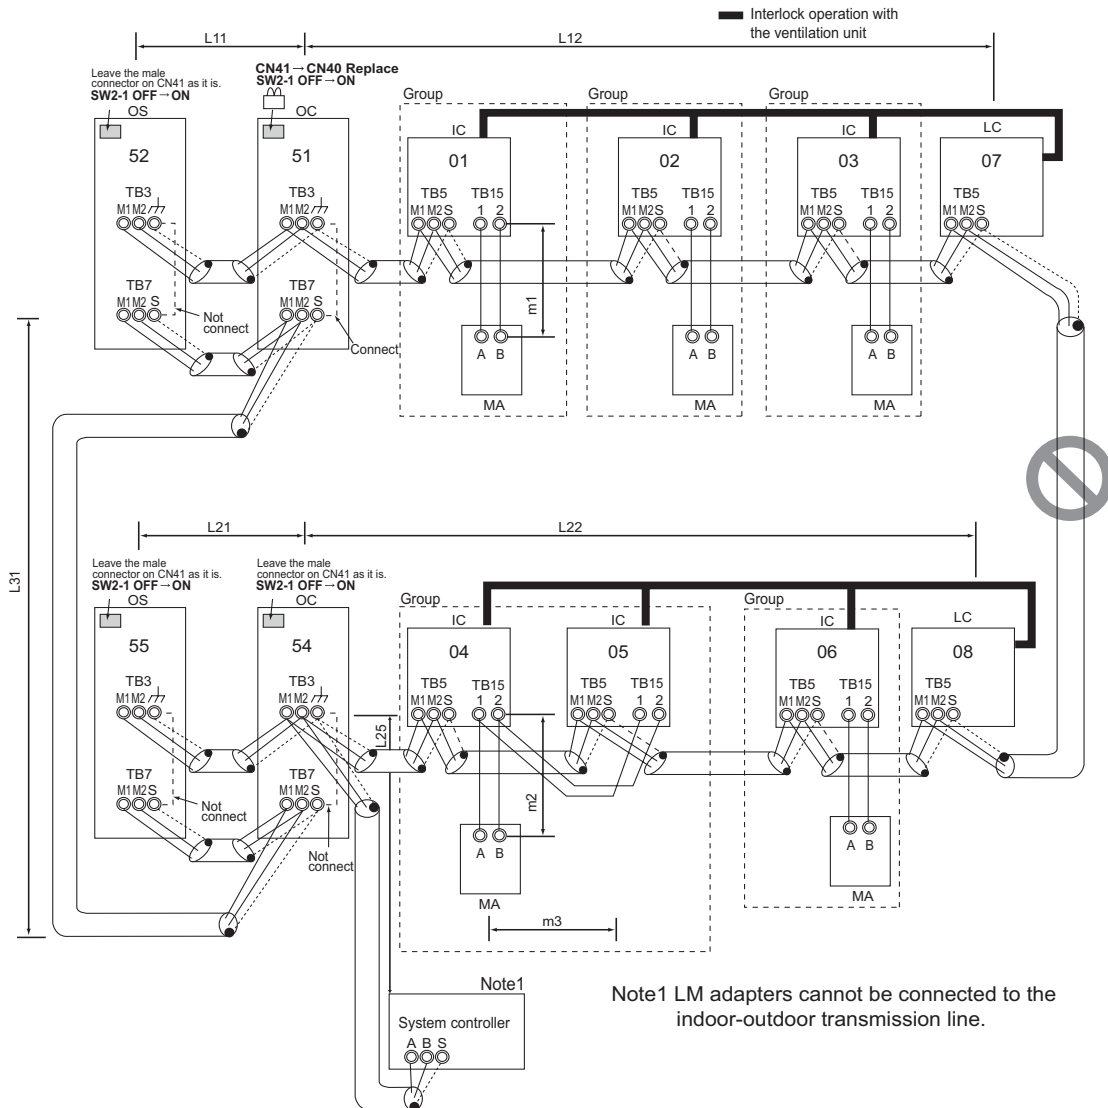 Interlock operation with
the ventilation unit
L11
L12
Leave the male
connector on CN41 as it is.
SW2-1 OFF→ON
CN41→CN40 Replace
SW2-1 OFF→ON
OS
OC
Group
Group
Group
IC
IC
IC
LC
52
51
01
02
03
07
TB3
TB3
TB5
TB15
TB5
TB15
TB5
TB15
TB5
M1 M2
M1 M2
M1 M2 S
1 2
M1 M2 S
1 2
M1 M2 S
1 2
M1 M2 S
TB7
TB7
M1 M2 S
M1 M2 S
Not
connect
Connect
m1
A B
A B
A B
MA
MA
MA
L31
L21
L22
Leave the male
connector on CN41 as it is.
SW2-1 OFF→ON
Leave the male
connector on CN41 as it is.
SW2-1 OFF→ON
OS
OC
Group
Group
IC
IC
IC
LC
55
54
04
05
06
08
TB3
TB3
TB5
TB15
TB5
TB15
TB5
TB15
TB5
M1 M2
M1 M2
M1 M2 S
1 2
M1 M2 S
1 2
M1 M2 S
1 2
M1 M2 S
L25
TB7
TB7
M1 M2 S
M1 M2 S
Not
connect
Not
connect
m2
A B
A B
MA
MA
m3
Note1
System controller
A B S
Note1 LM adapters cannot be connected to the
indoor-outdoor transmission line.